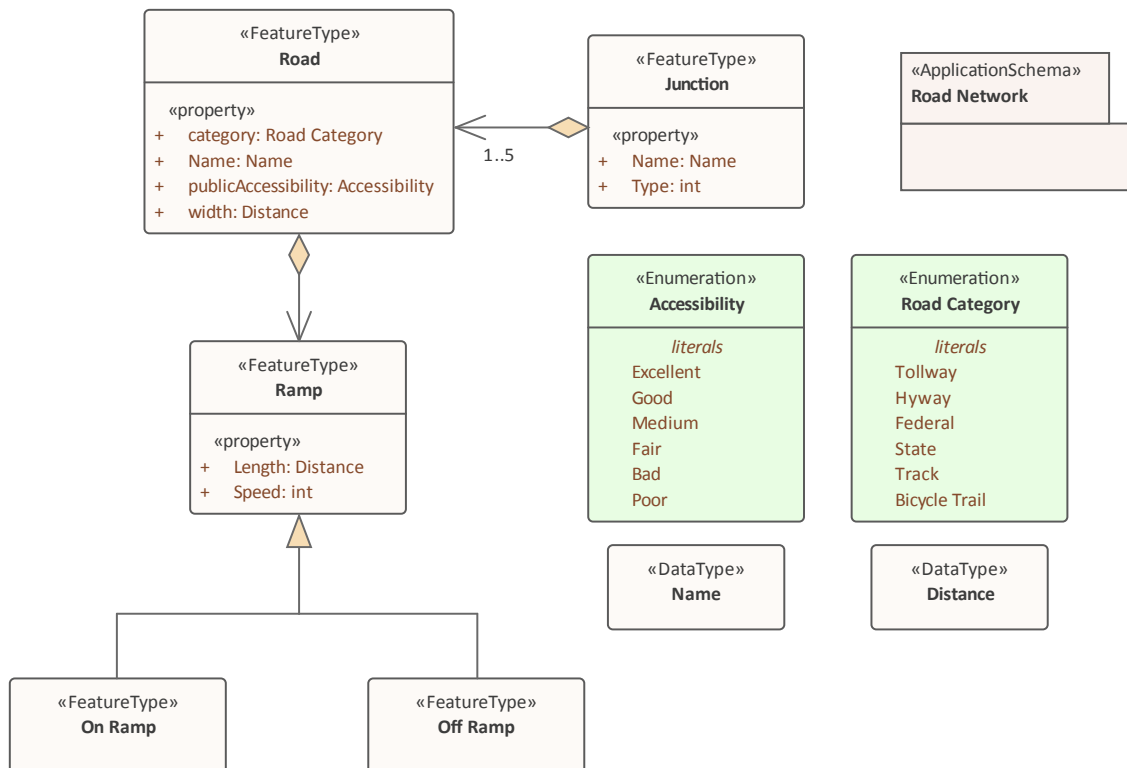 «FeatureType»
Road
«property»
+ category: Road Category
+ Name: Name
+ publicAccessibility: Accessibility
+ width: Distance
1..5
«FeatureType»
Junction
«property»
+ Name: Name
+ Type: int
«ApplicationSchema»
Road Network
«FeatureType»
Ramp
«property»
+ Length: Distance
+ Speed: int
«Enumeration»
Accessibility
literals
Excellent
Good
Medium
Fair
Bad
Poor
«Enumeration»
Road Category
literals
Tollway
Hyway
Federal
State
Track
Bicycle Trail
«DataType»
Name
«DataType»
Distance
«FeatureType»
On Ramp
«FeatureType»
Off Ramp